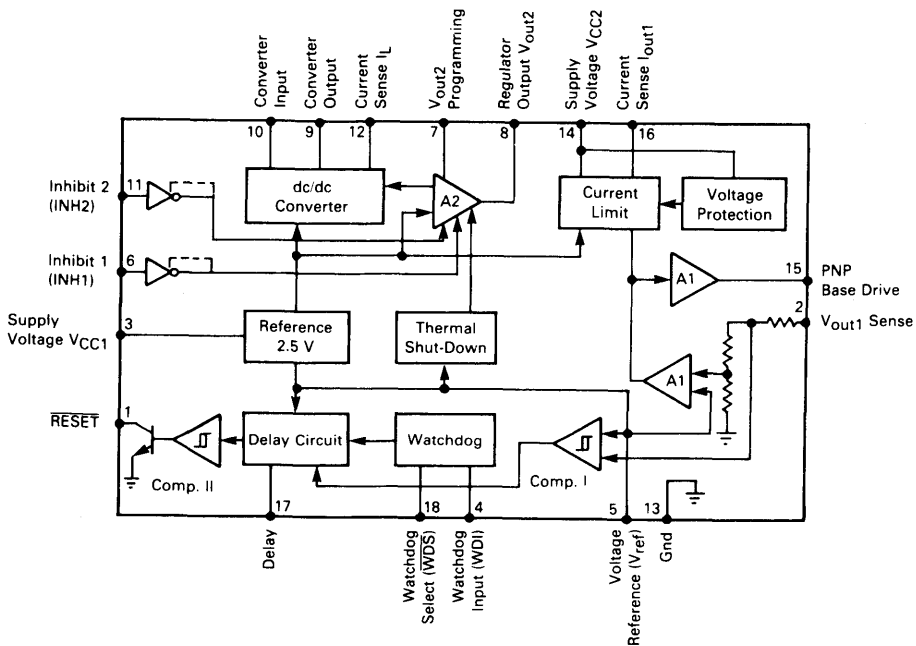 Converter
Input
Converter
Output
Current
Sense IL
Vout2
Programming
Regulator
Output Vout2
Supply
Voltage VCC2
Current
Sense Iout1
10
9
12
7
8
14
16
Inhibit 2
(INH2)
11
dc/dc
Converter
A2
Current
Limit
Voltage
Protection
Inhibit 1
(INH1)
6
A1
15
PNP
Base Drive
Supply
Voltage VCC1
3
Reference
2.5 V
Thermal
Shut-Down
2
Vout1 Sense
A1
RESET
1
Delay Circuit
Watchdog
Comp. II
Comp. I
17
18
4
5
13
Delay
Watchdog
Select (WDS)
Watchdog
Input (WDI)
Voltage
Reference (Vref)
Gnd